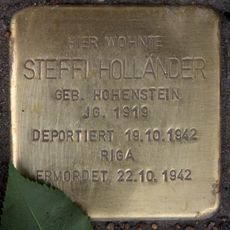 HIER WOHNTE
STEFFI HOLLÄNDER
GEB. HOHENSTEIN
JG. 1919
DEPORTIERT 19.10.1942
RIGA
ERMORDET 22.10.1942